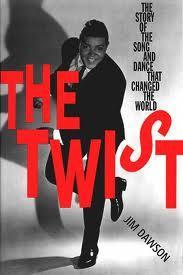 THE
STORY
OF THE
SONG
AND
DANCE
THAT
CHANGED
THE
WORLD
THE
TWIST
JIM DAWSON